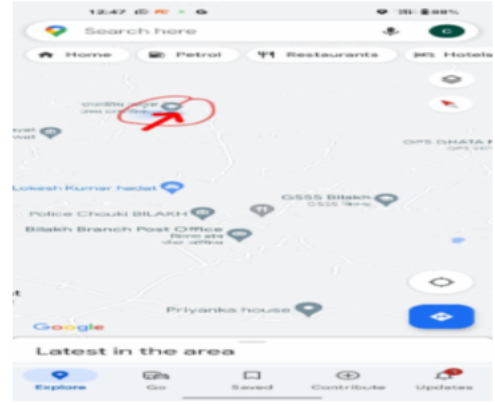 12:47
88%
Search here
C
Home
Petrol
Restaurants
Hotels
Lokesh Kumar hadat
GSSS Bilakh
GSSS
Police Chouki BILAKH
Bilakh Branch Post Office
Priyanka house
Google
Latest in the area
Explore
Go
Saved
Contribute
Updates